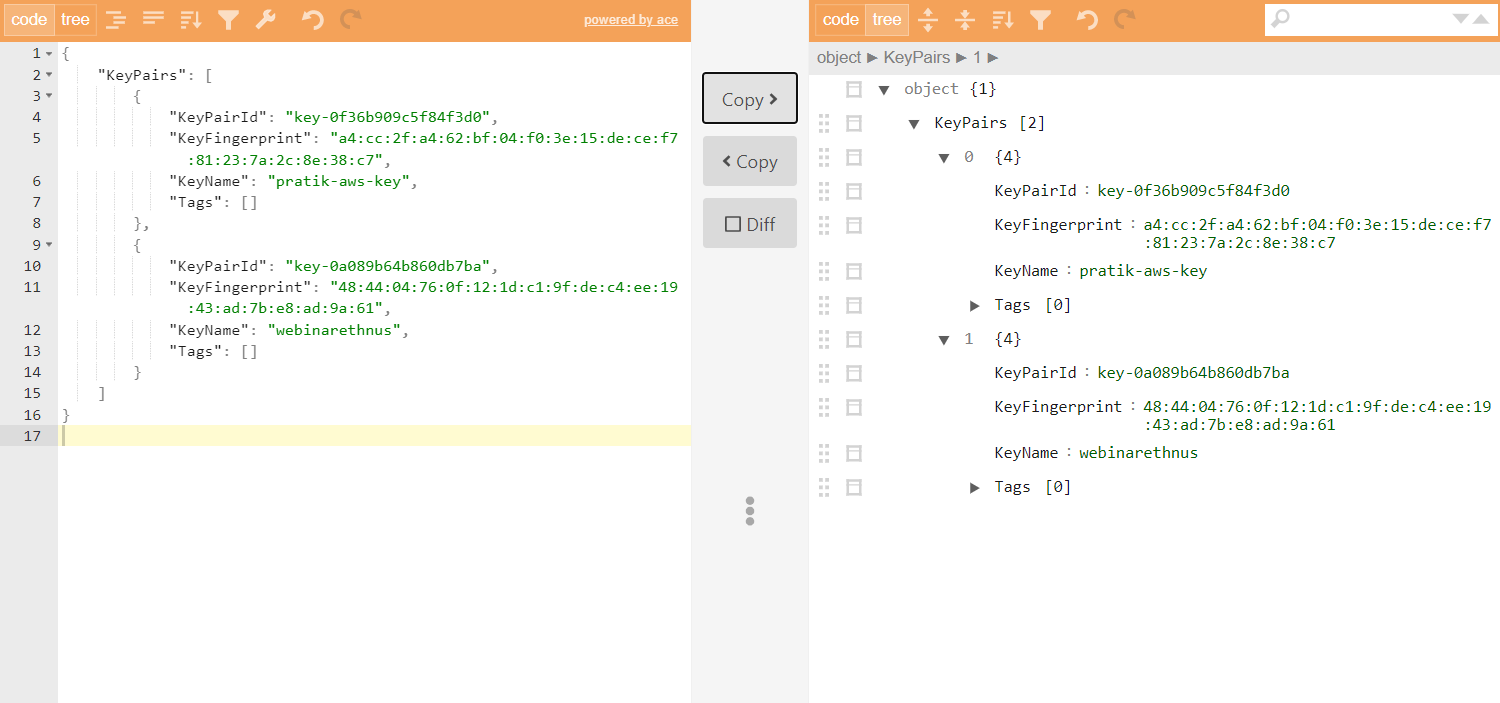 code tree powered by ace
1 {
2 "KeyPairs": [
3 {
4 "KeyPairId": "key-0f36b909c5f84f3d0",
5 "KeyFingerprint": "a4:cc:2f:a4:62:bf:04:f0:3e:15:de:ce:f7
:81:23:7a:2c:8e:38:c7",
6 "KeyName": "pratik-aws-key",
7 "Tags": []
8 },
9 {
10 "KeyPairId": "key-0a089b64b860db7ba",
11 "KeyFingerprint": "48:44:04:76:0f:12:1d:c1:9f:de:c4:ee:19
:43:ad:7b:e8:ad:9a:61",
12 "KeyName": "webinarethnus",
13 "Tags": []
14 }
15 ]
16 }
17
Copy >
< Copy
Diff
code tree
object ► KeyPairs ► 1 ►
▼ object {1}
▼ KeyPairs [2]
▼ 0 {4}
KeyPairId : key-0f36b909c5f84f3d0
KeyFingerprint : a4:cc:2f:a4:62:bf:04:f0:3e:15:de:ce:f7
:81:23:7a:2c:8e:38:c7
KeyName : pratik-aws-key
► Tags [0]
▼ 1 {4}
KeyPairId : key-0a089b64b860db7ba
KeyFingerprint : 48:44:04:76:0f:12:1d:c1:9f:de:c4:ee:19
:43:ad:7b:e8:ad:9a:61
KeyName : webinarethnus
► Tags [0]